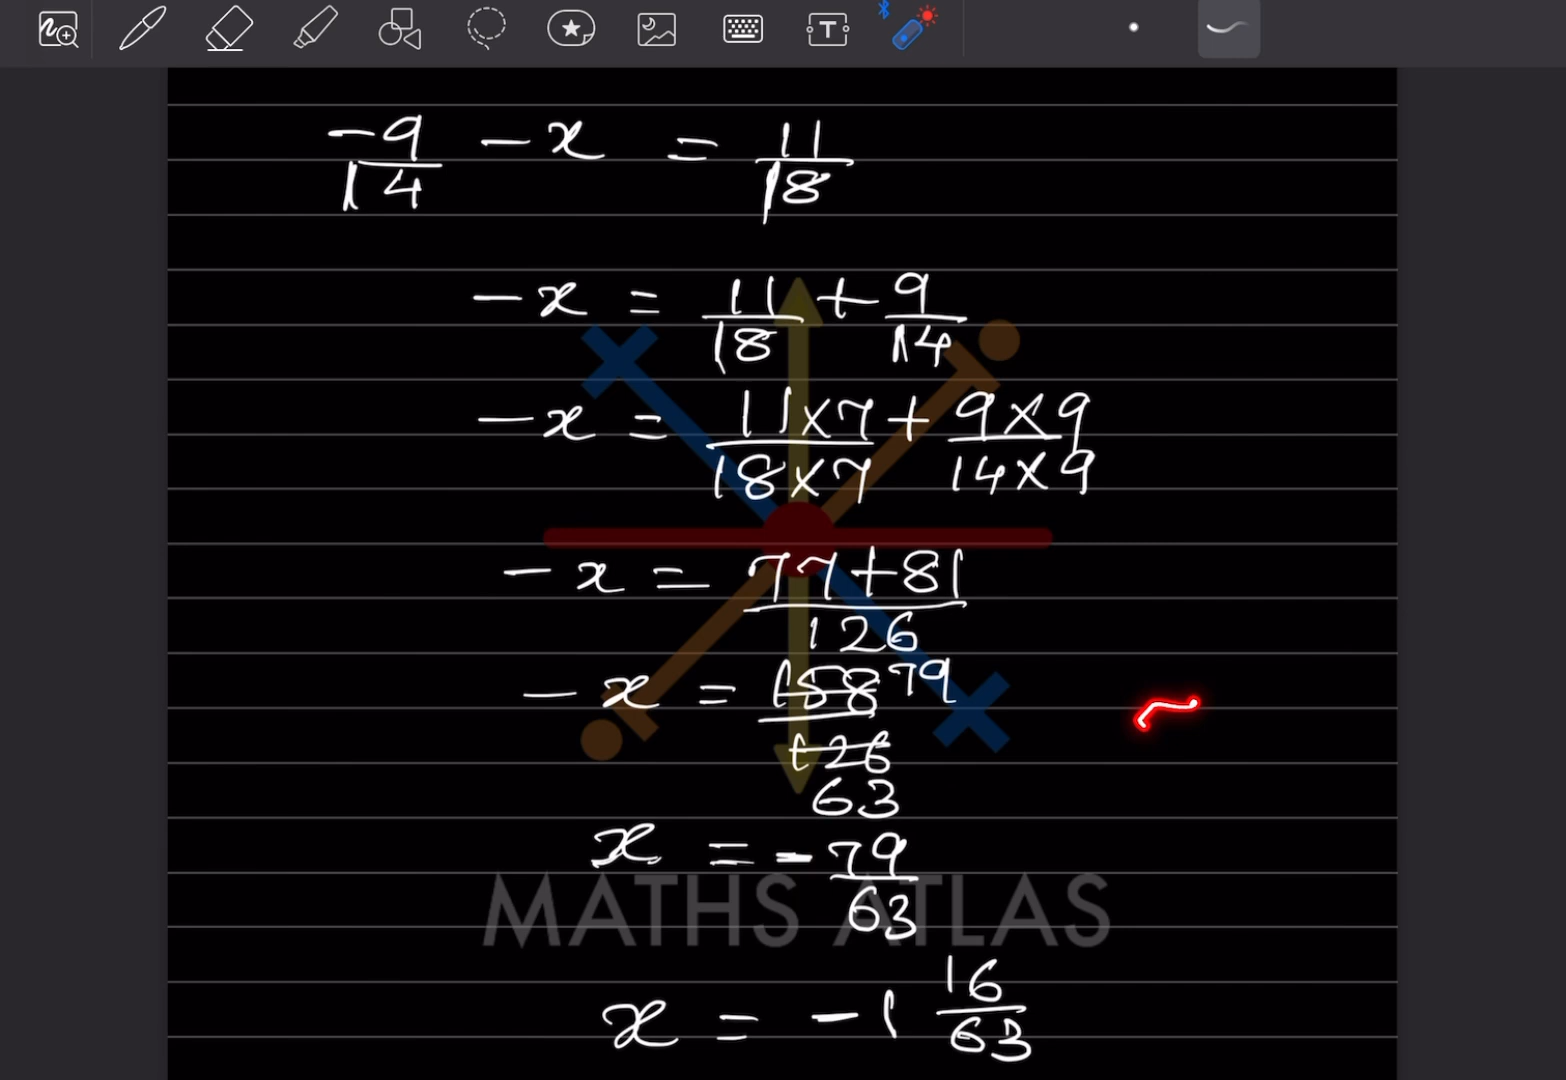 -9/14 - x = 11/18
-x = 11/18 + 9/14
-x = 11×7/18×7 + 9×9/14×9
-x = 77+81/126
-x = 158/126 79/63
x = -79/63
MATHS ATLAS
x = -1 16/63